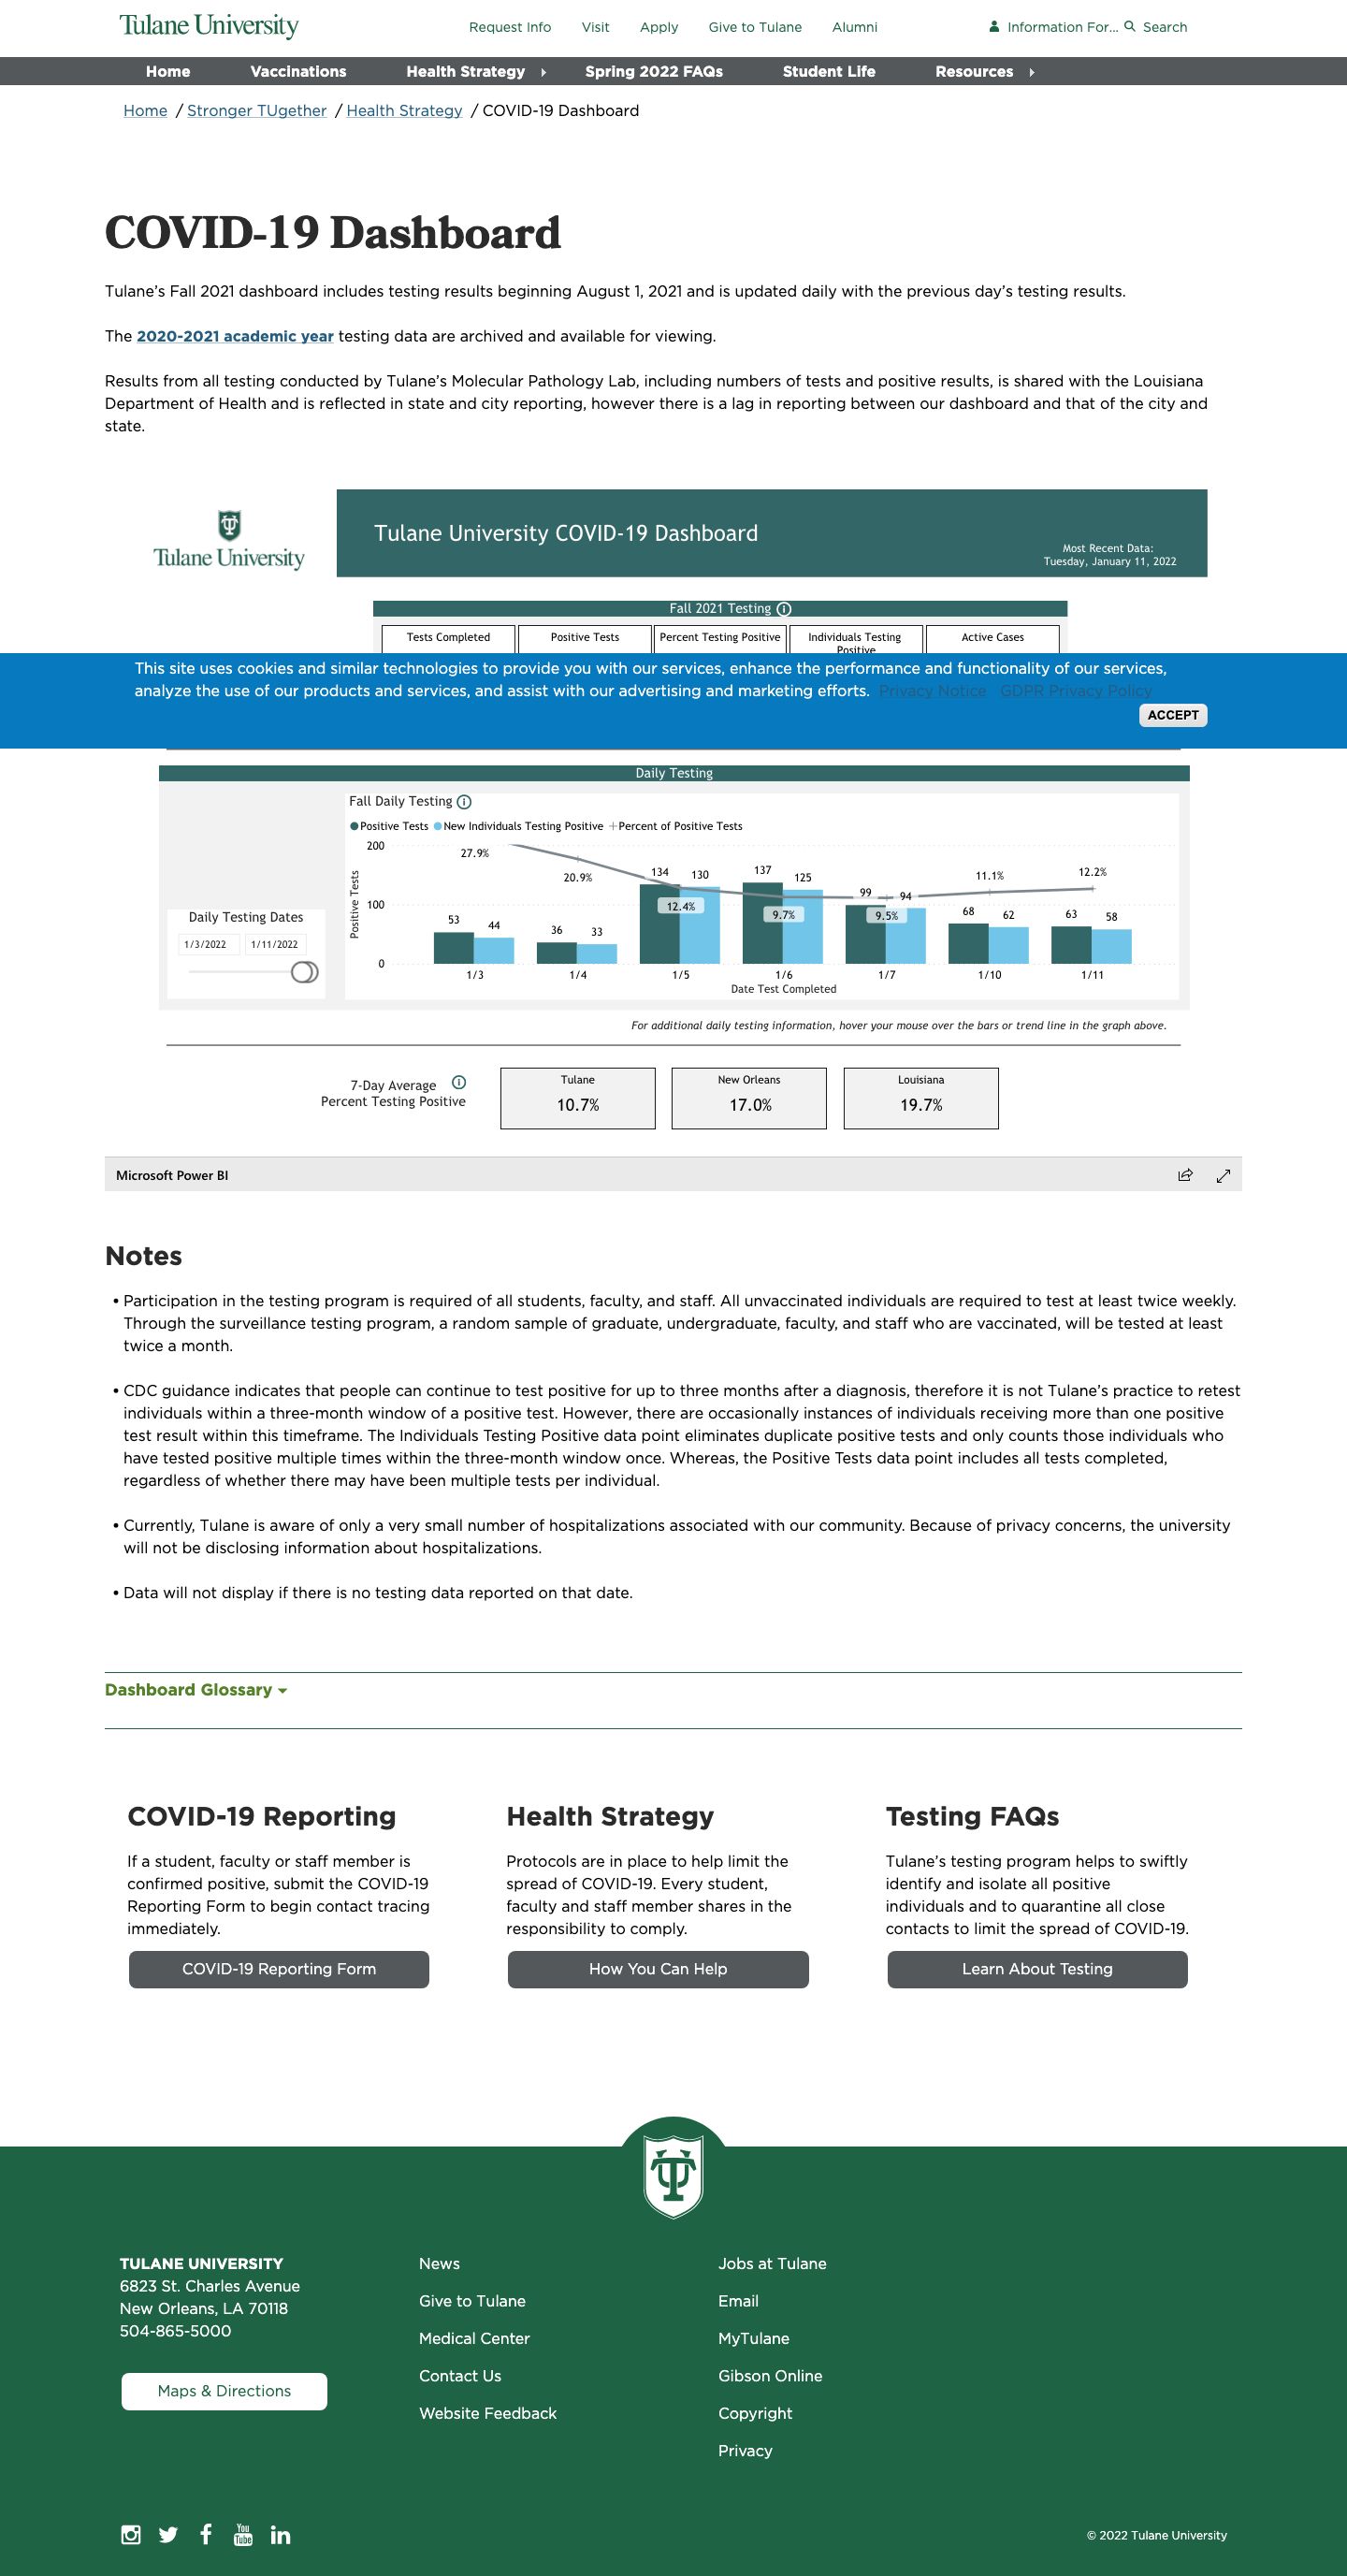 Tulane University
Request Info
Visit
Apply
Give to Tulane
Alumni
Information For...
Search
Home
Vaccinations
Health Strategy
Spring 2022 FAQs
Student Life
Resources
Home / Stronger TUgether / Health Strategy / COVID-19 Dashboard
COVID-19 Dashboard
Tulane's Fall 2021 dashboard includes testing results beginning August 1, 2021 and is updated daily with the previous day's testing results.
The 2020-2021 academic year testing data are archived and available for viewing.
Results from all testing conducted by Tulane's Molecular Pathology Lab, including numbers of tests and positive results, is shared with the Louisiana
Department of Health and is reflected in state and city reporting, however there is a lag in reporting between our dashboard and that of the city and
state.
Tulane University
Tulane University COVID-19 Dashboard
Most Recent Data:
Tuesday, January 11, 2022
Fall 2021 Testing
Tests Completed
Positive Tests
Percent Testing Positive
Individuals Testing
Positive
Active Cases
This site uses cookies and similar technologies to provide you with our services, enhance the performance and functionality of our services,
analyze the use of our products and services, and assist with our advertising and marketing efforts. Privacy Notice GDPR Privacy Policy
ACCEPT
Daily Testing
Fall Daily Testing
Positive Tests New Individuals Testing Positive Percent of Positive Tests
Daily Testing Dates
1/3/2022 1/11/2022
Positive Tests
200
100
0
27.9%
20.9%
12.4%
9.7%
9.5%
11.1%
12.2%
53 44
36 33
134 130
137 125
99 94
68 62
63 58
1/3 1/4 1/5 1/6 1/7 1/10 1/11
Date Test Completed
For additional daily testing information, hover your mouse over the bars or trend line in the graph above.
7-Day Average
Percent Testing Positive
Tulane
10.7%
New Orleans
17.0%
Louisiana
19.7%
Microsoft Power BI
Notes
• Participation in the testing program is required of all students, faculty, and staff. All unvaccinated individuals are required to test at least twice weekly.
Through the surveillance testing program, a random sample of graduate, undergraduate, faculty, and staff who are vaccinated, will be tested at least
twice a month.
• CDC guidance indicates that people can continue to test positive for up to three months after a diagnosis, therefore it is not Tulane's practice to retest
individuals within a three-month window of a positive test. However, there are occasionally instances of individuals receiving more than one positive
test result within this timeframe. The Individuals Testing Positive data point eliminates duplicate positive tests and only counts those individuals who
have tested positive multiple times within the three-month window once. Whereas, the Positive Tests data point includes all tests completed,
regardless of whether there may have been multiple tests per individual.
• Currently, Tulane is aware of only a very small number of hospitalizations associated with our community. Because of privacy concerns, the university
will not be disclosing information about hospitalizations.
• Data will not display if there is no testing data reported on that date.
Dashboard Glossary
COVID-19 Reporting
If a student, faculty or staff member is
confirmed positive, submit the COVID-19
Reporting Form to begin contact tracing
immediately.
COVID-19 Reporting Form
Health Strategy
Protocols are in place to help limit the
spread of COVID-19. Every student,
faculty and staff member shares in the
responsibility to comply.
How You Can Help
Testing FAQs
Tulane's testing program helps to swiftly
identify and isolate all positive
individuals and to quarantine all close
contacts to limit the spread of COVID-19.
Learn About Testing
TULANE UNIVERSITY
6823 St. Charles Avenue
New Orleans, LA 70118
504-865-5000
Maps & Directions
News
Give to Tulane
Medical Center
Contact Us
Website Feedback
Jobs at Tulane
Email
MyTulane
Gibson Online
Copyright
Privacy
You
Tube
© 2022 Tulane University